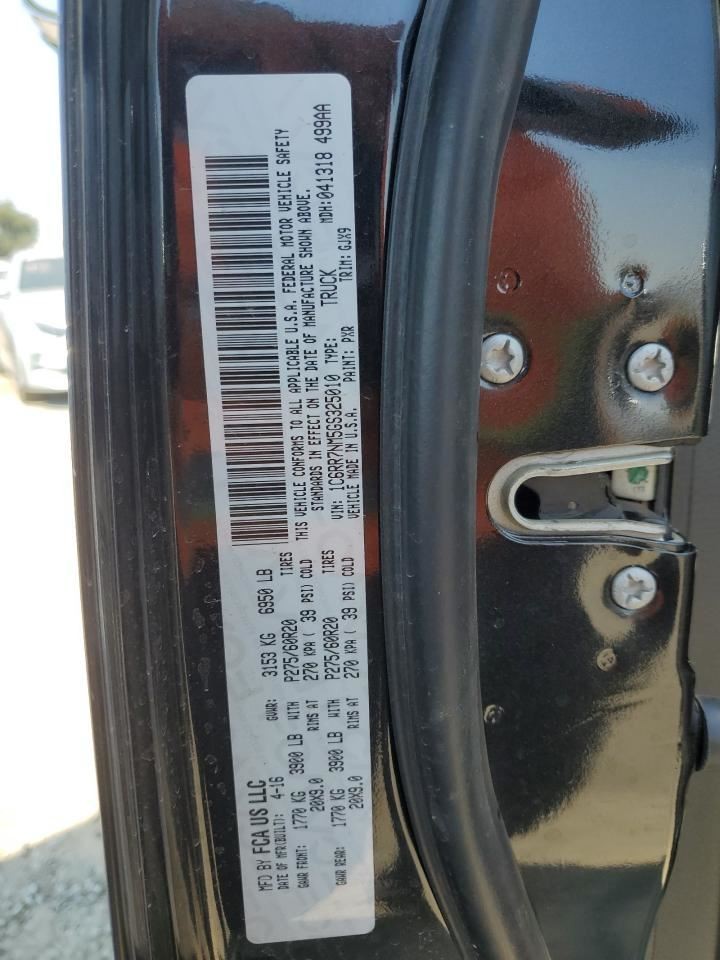 MFD BY FCA US LLC
DATE OF MFR(BUILT): 4-16 GVWR: 3153 KG 6950 LB
GAWR FRONT: 1770 KG 3900 LB WITH P275/60R20 TIRES
20X9.0 RIMS AT 270 KPA ( 39 PSI) COLD
GAWR REAR: 1770 KG 3900 LB WITH P275/60R20 TIRES
20X9.0 RIMS AT 270 KPA ( 39 PSI) COLD
THIS VEHICLE CONFORMS TO ALL APPLICABLE U.S.A. FEDERAL MOTOR VEHICLE SAFETY
STANDARDS IN EFFECT ON THE DATE OF MANUFACTURE SHOWN ABOVE.
VIN: 1C6RR7NM5GS325010 TYPE: TRUCK MDH:041318 499AA
VEHICLE MADE IN U.S.A. PAINT: PXR TRIM: GJX9